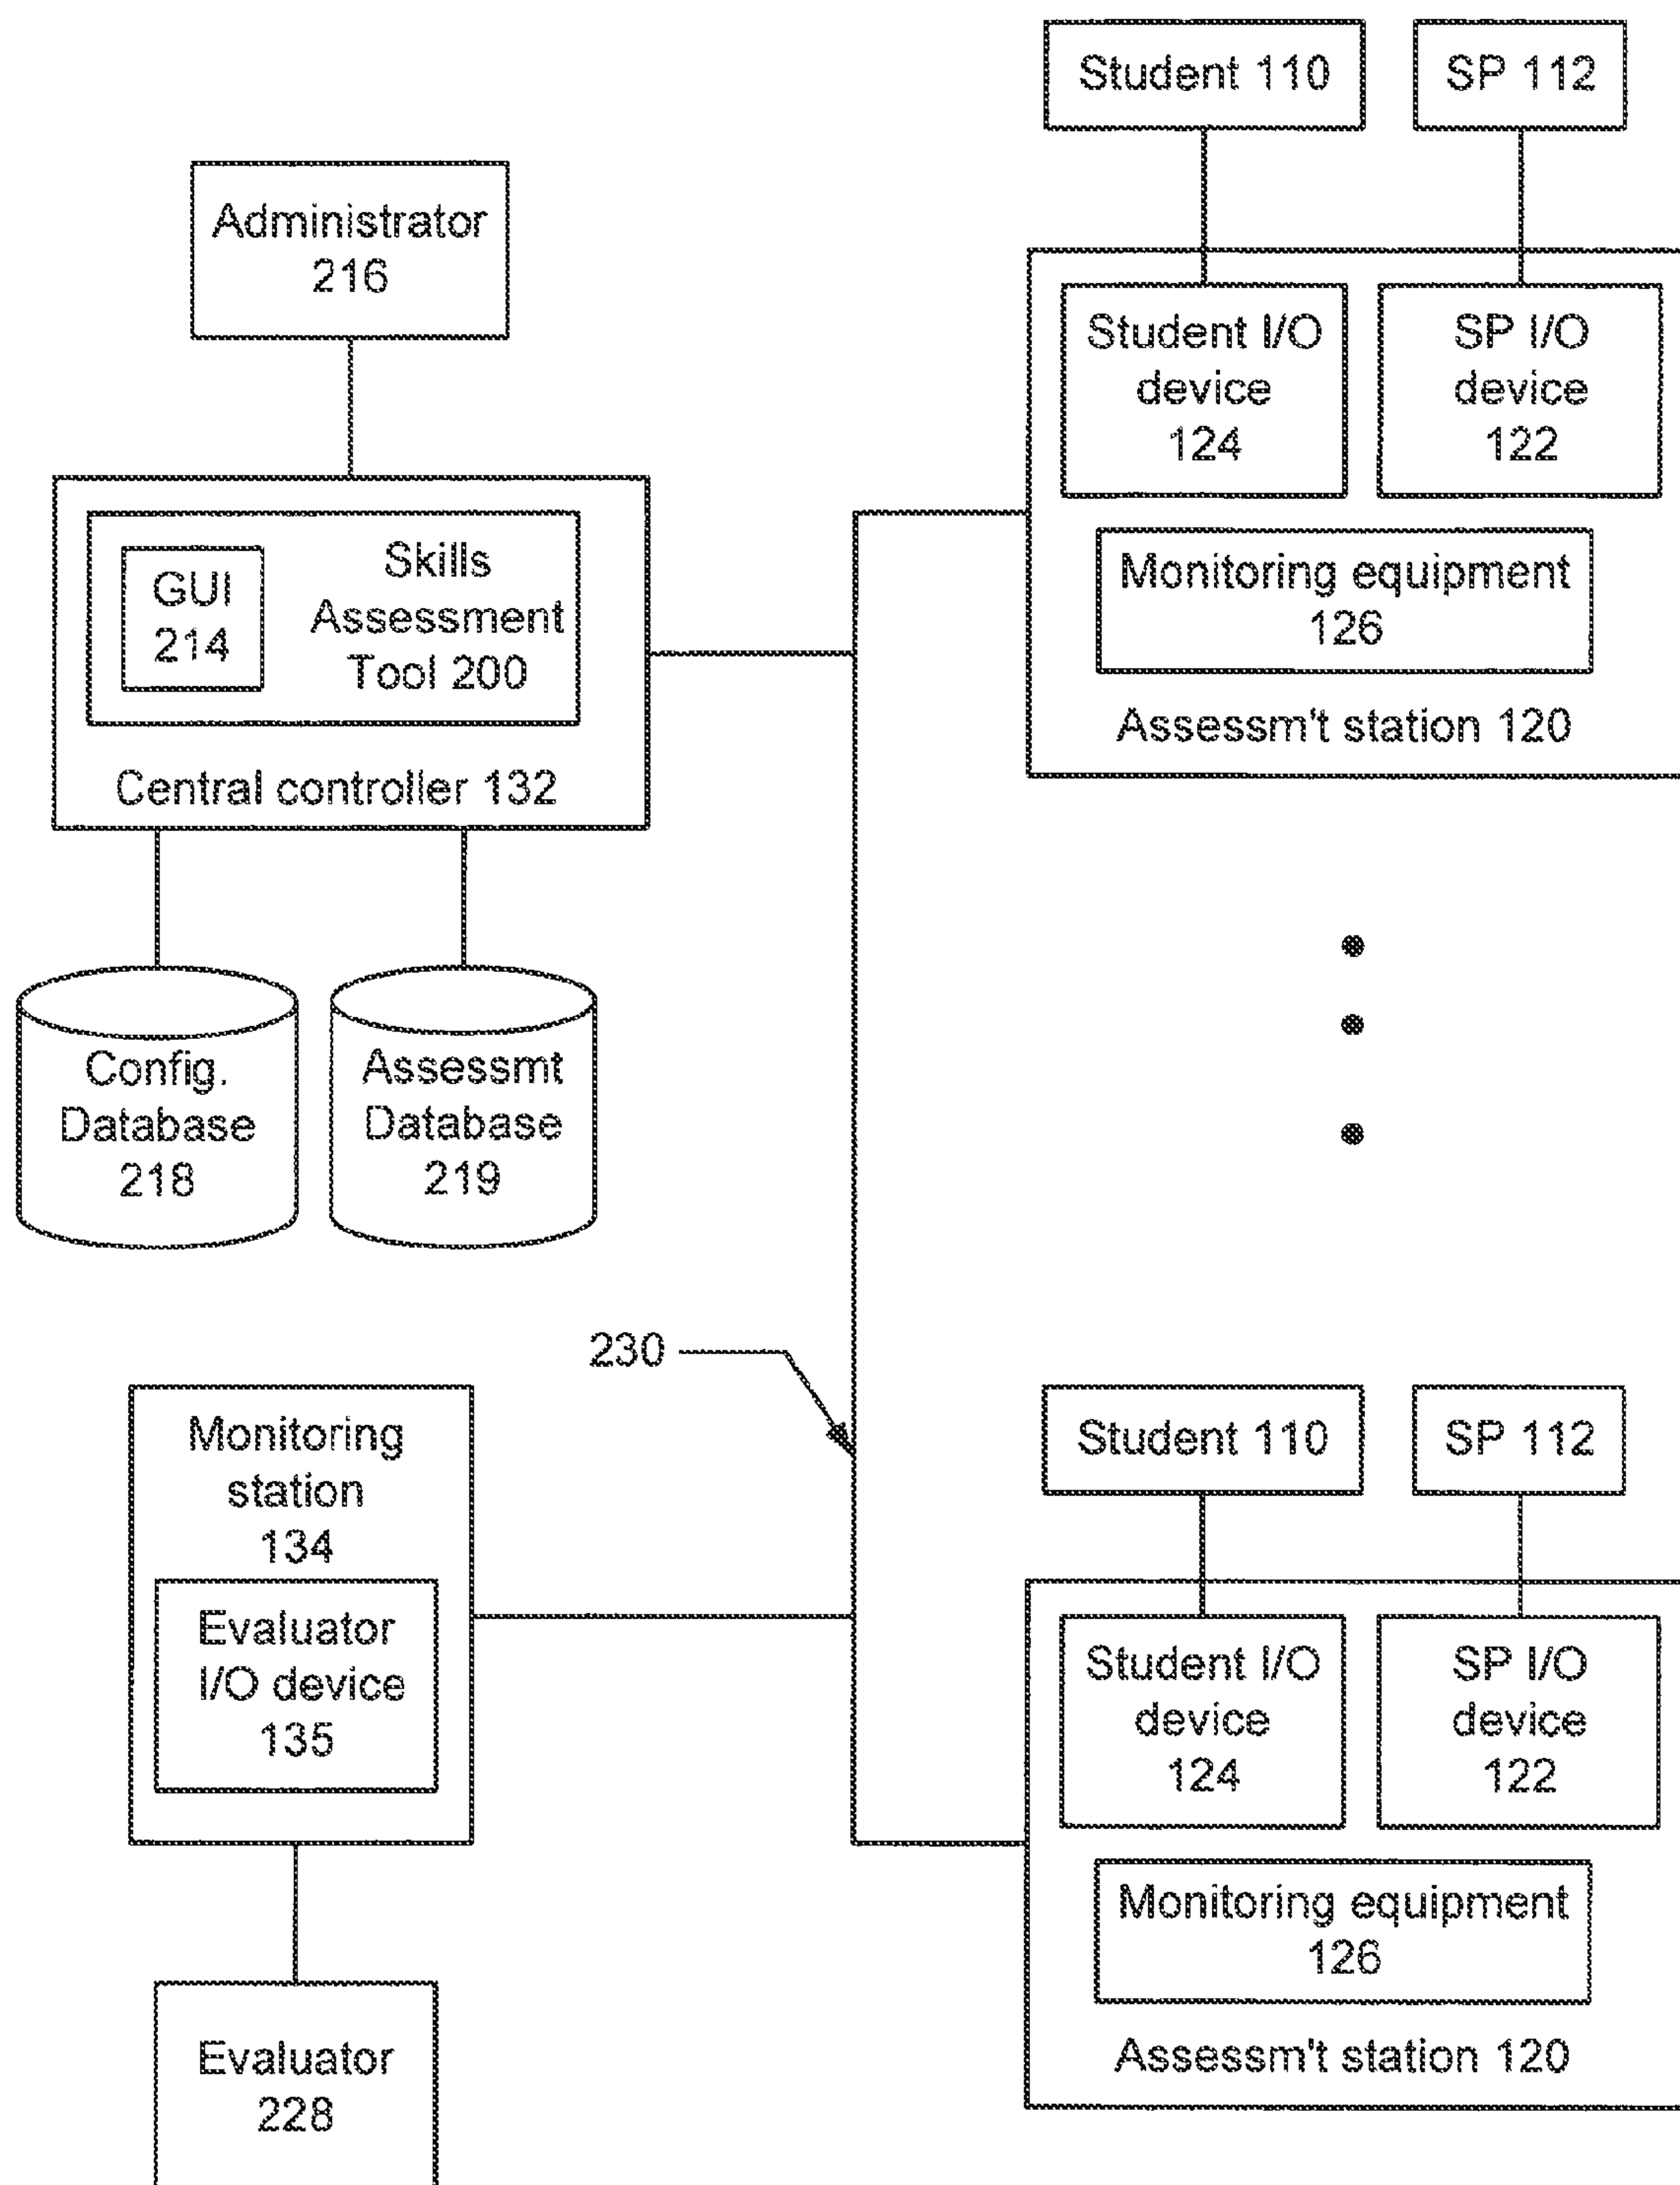 Student 110
SP 112
Administrator
216
Student I/O
device
124
SP I/O
device
122
Monitoring equipment
126
Assessm't station 120
GUI
214
Skills
Assessment
Tool 200
Central controller 132
Config.
Database
218
Assessmt
Database
219
230
Monitoring
station
134
Evaluator
I/O device
135
Evaluator
228
Student 110
SP 112
Student I/O
device
124
SP I/O
device
122
Monitoring equipment
126
Assessm't station 120